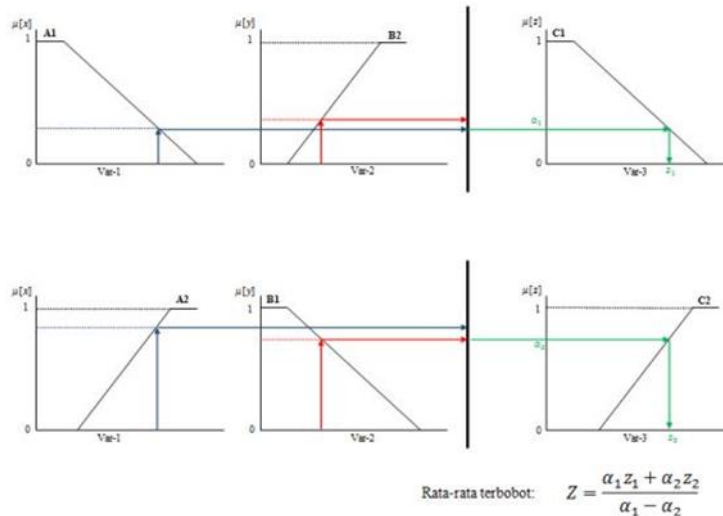 μ[x] A1
1
0
Var-1
μ[y] B2
1
0
Var-2
μ[z] C1
1
α₁
0
Var-3 z₁
μ[x] A2
1
0
Var-1
μ[y] B1
1
0
Var-2
μ[z] C2
1
α₂
0
Var-3 z₂
Rata-rata terbobot: Z = (α₁z₁ + α₂z₂) / (α₁ − α₂)